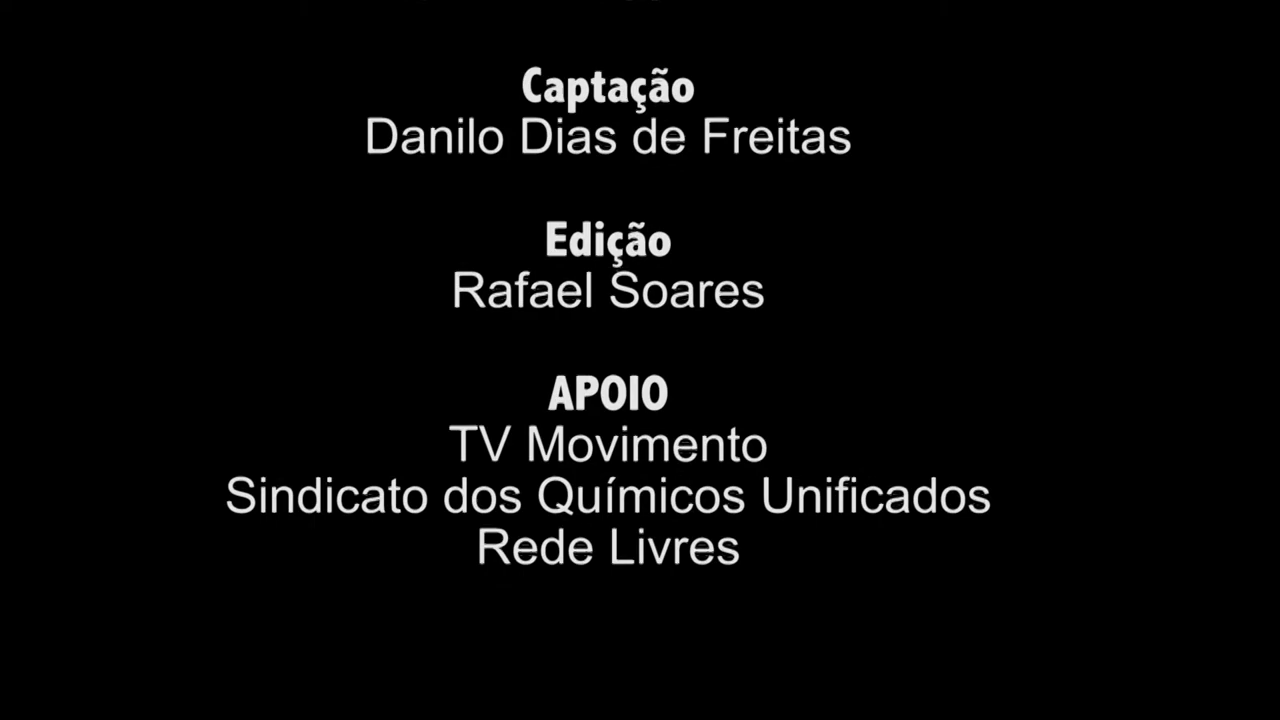 Captação
Danilo Dias de Freitas
Edição
Rafael Soares
APOIO
TV Movimento
Sindicato dos Químicos Unificados
Rede Livres